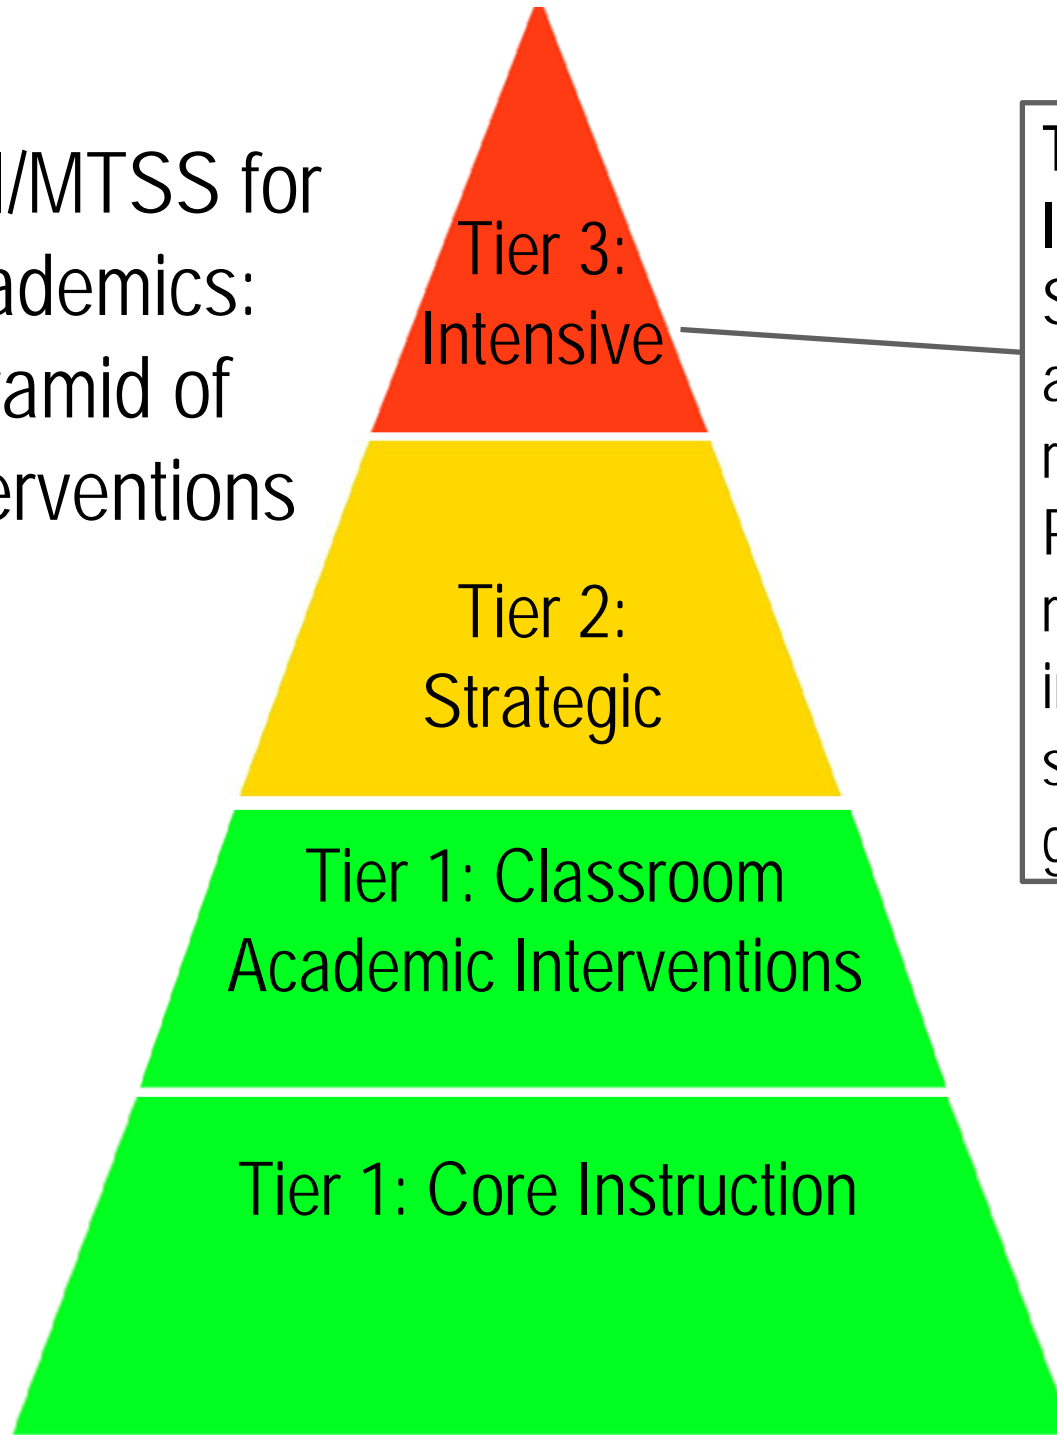 I/MTSS for
ademics:
amid of
erventions
Tier 3:
Intensive
Tier 2:
Strategic
Tier 1: Classroom
Academic Interventions
Tier 1: Core Instruction